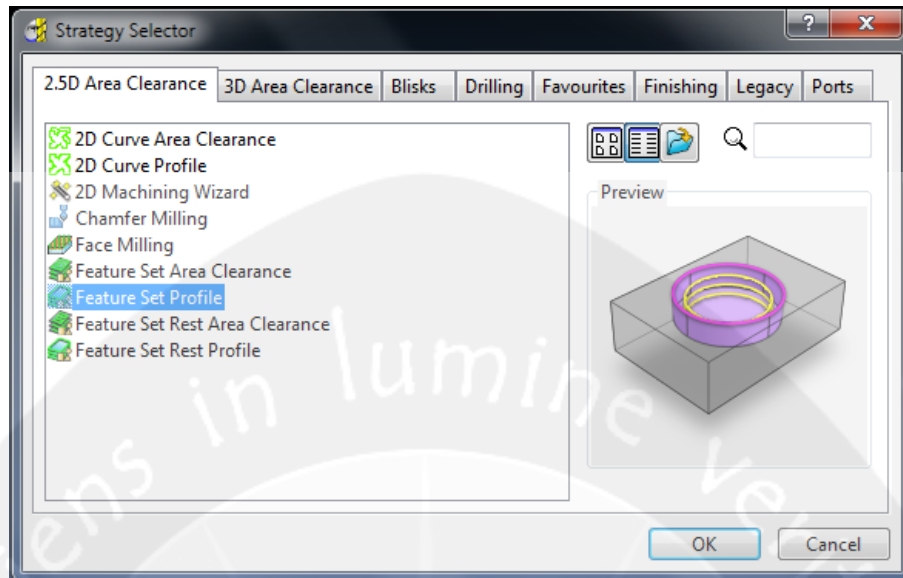 Strategy Selector
2.5D Area Clearance 3D Area Clearance Blisks Drilling Favourites Finishing Legacy Ports
2D Curve Area Clearance
2D Curve Profile
2D Machining Wizard
Chamfer Milling
Face Milling
Feature Set Area Clearance
Feature Set Profile
Feature Set Rest Area Clearance
Feature Set Rest Profile
Preview
OK Cancel
in lumine